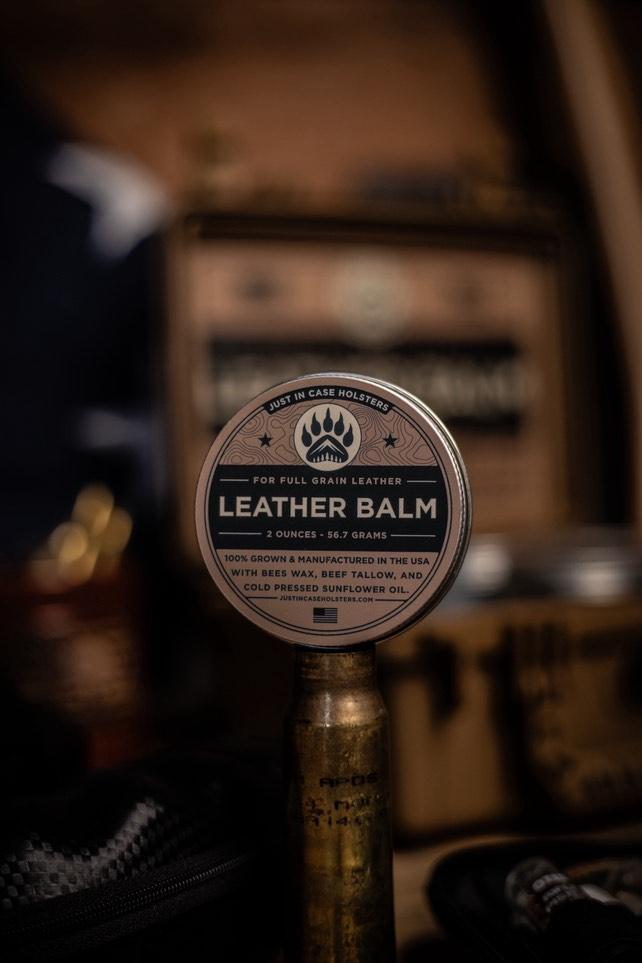 JUST IN CASE HOLSTERS
FOR FULL GRAIN LEATHER
LEATHER BALM
2 OUNCES - 56.7 GRAMS
100% GROWN & MANUFACTURED IN THE USA
WITH BEES WAX, BEEF TALLOW, AND
COLD PRESSED SUNFLOWER OIL.
JUSTINCASEHOLSTERS.COM
APDS